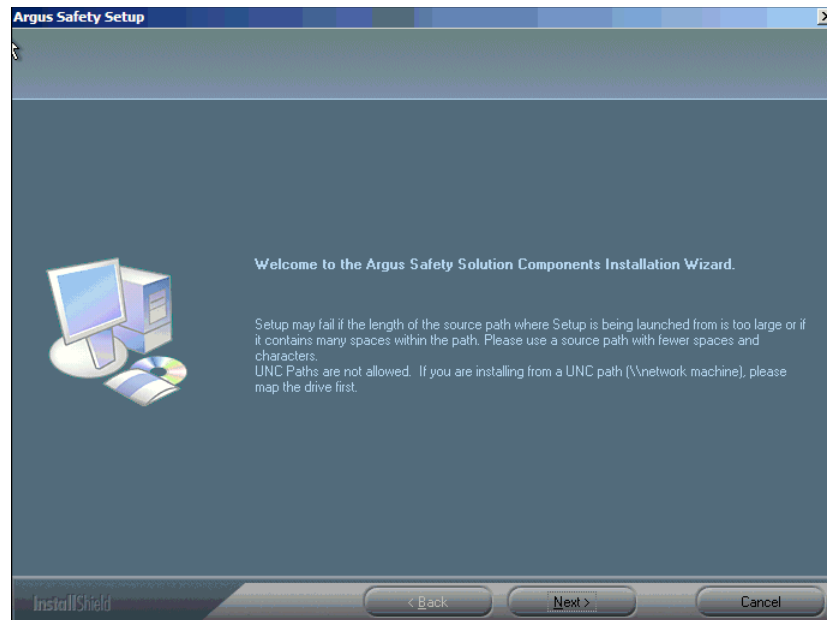 Argus Safety Setup
Welcome to the Argus Safety Solution Components Installation Wizard.
Setup may fail if the length of the source path where Setup is being launched from is too large or if
it contains many spaces within the path. Please use a source path with fewer spaces and
characters.
UNC Paths are not allowed.  If you are installing from a UNC path (\\network machine), please
map the drive first.
InstallShield
< Back
Next >
Cancel